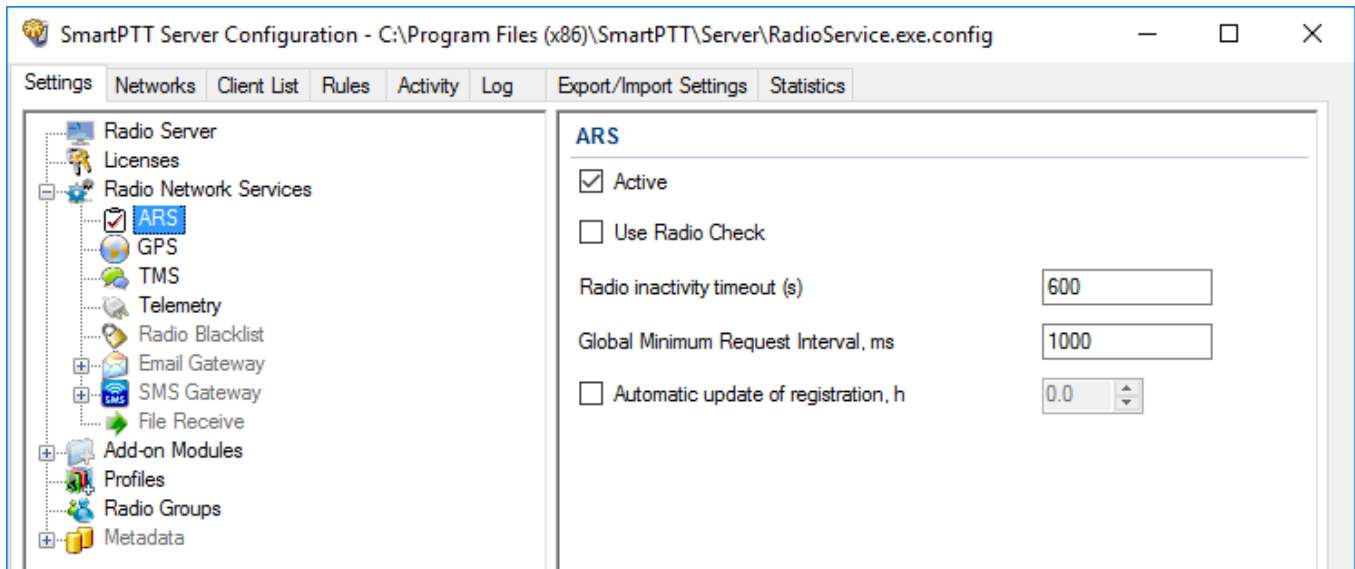 SmartPTT Server Configuration - C:\Program Files (x86)\SmartPTT\Server\RadioService.exe.config
Settings Networks Client List Rules Activity Log Export/Import Settings Statistics
Radio Server
Licenses
Radio Network Services
ARS
GPS
TMS
Telemetry
Radio Blacklist
Email Gateway
SMS Gateway
SMS
File Receive
Add-on Modules
Profiles
Radio Groups
Metadata
ARS
Active
Use Radio Check
Radio inactivity timeout (s) 600
Global Minimum Request Interval, ms 1000
Automatic update of registration, h 0.0